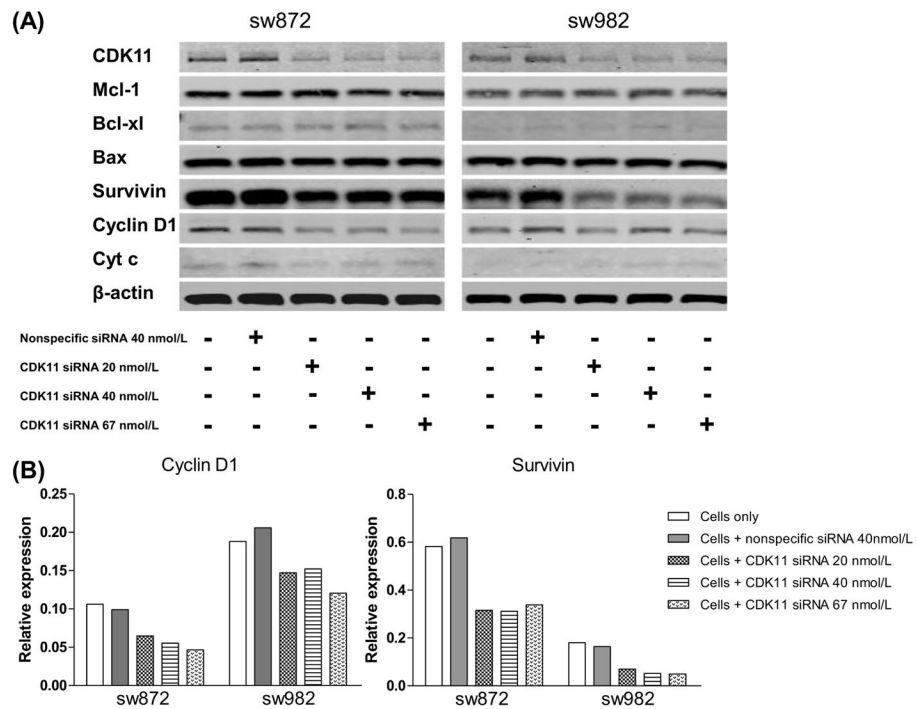 (A)
sw872 sw982
CDK11
Mcl-1
Bcl-xl
Bax
Survivin
Cyclin D1
Cyt c
β-actin
Nonspecific siRNA 40 nmol/L - + - - - - + - - -
CDK11 siRNA 20 nmol/L - - + - - - - + - -
CDK11 siRNA 40 nmol/L - - - + - - - - + -
CDK11 siRNA 67 nmol/L - - - - + - - - - +
(B)
Cyclin D1
Relative expression
0.25
0.20
0.15
0.10
0.05
0.00
sw872 sw982
Survivin
Relative expression
0.8
0.6
0.4
0.2
0.0
sw872 sw982
Cells only
Cells + nonspecific siRNA 40nmol/L
Cells + CDK11 siRNA 20 nmol/L
Cells + CDK11 siRNA 40 nmol/L
Cells + CDK11 siRNA 67 nmol/L